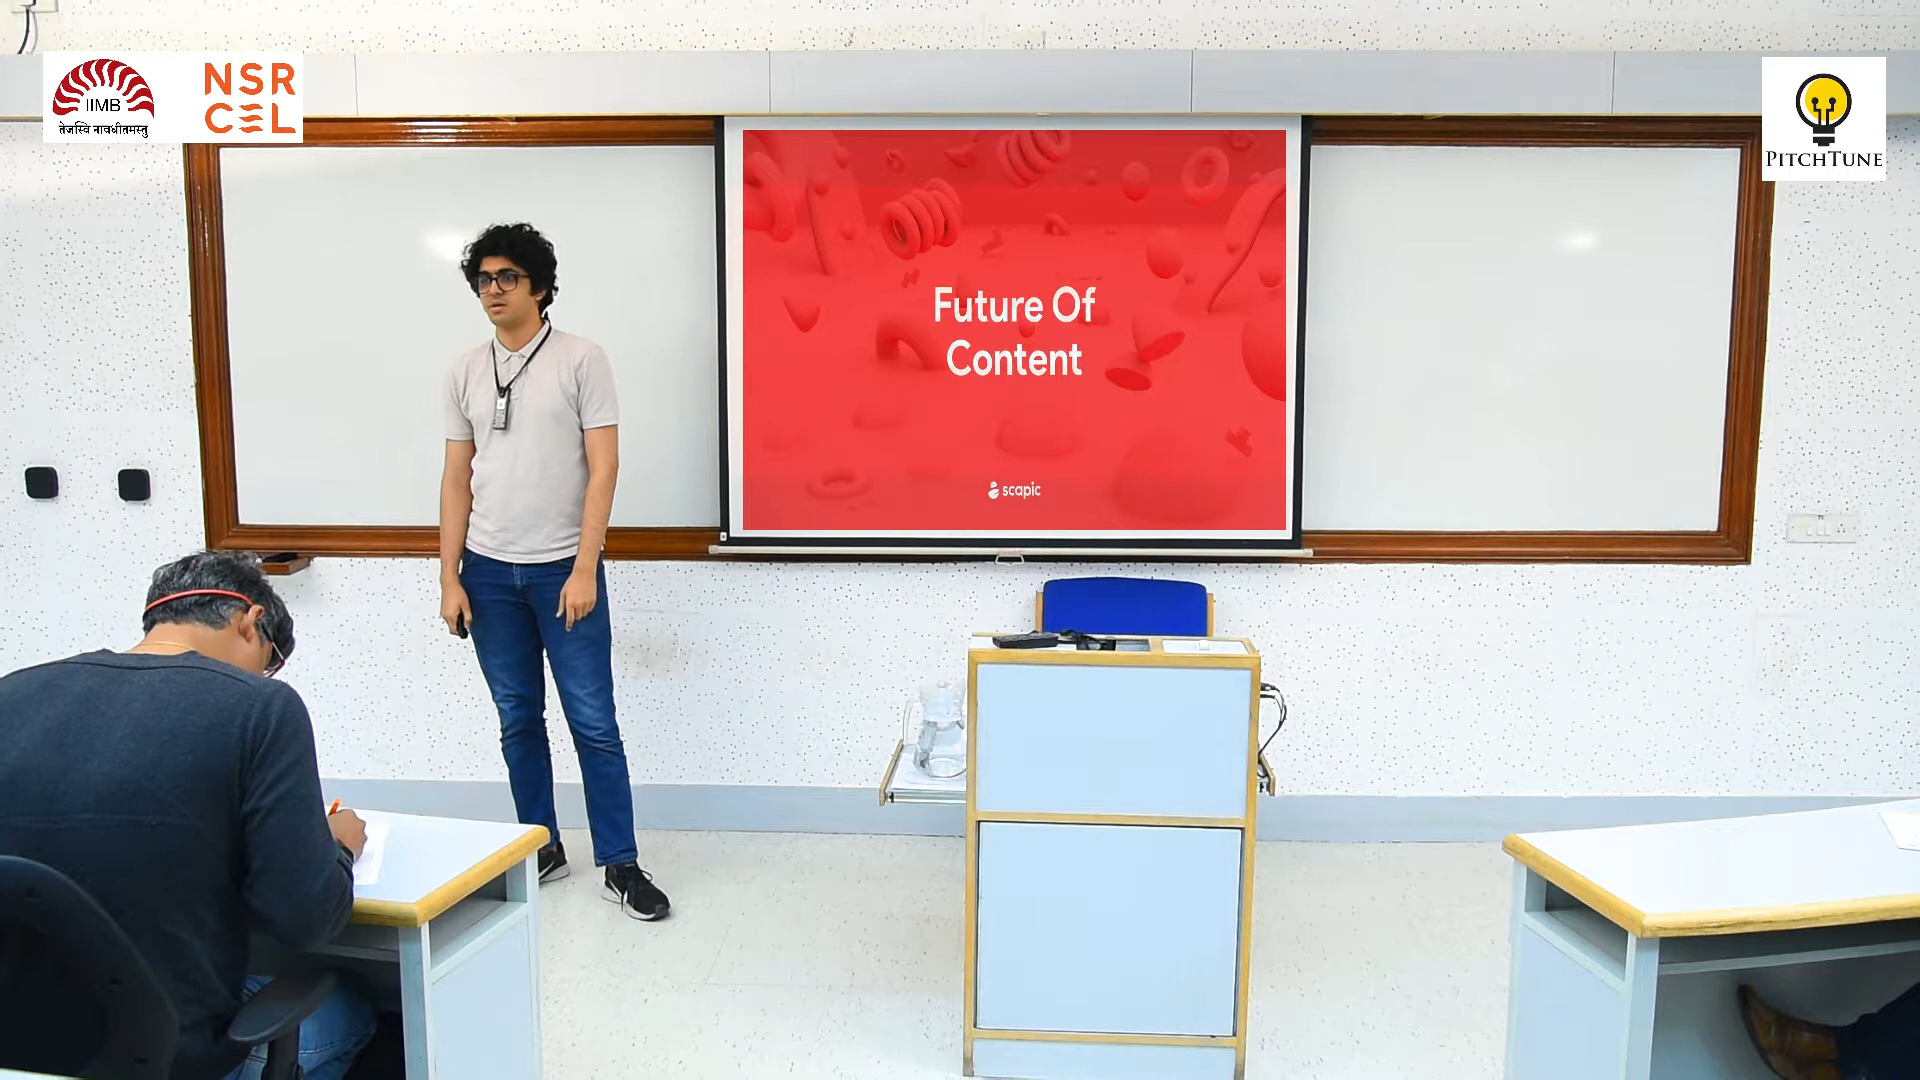 IIMB
तेजस्वि नावधीतमस्तु
NSR
CEL
PITCHTUNE
Future Of
Content
scapic